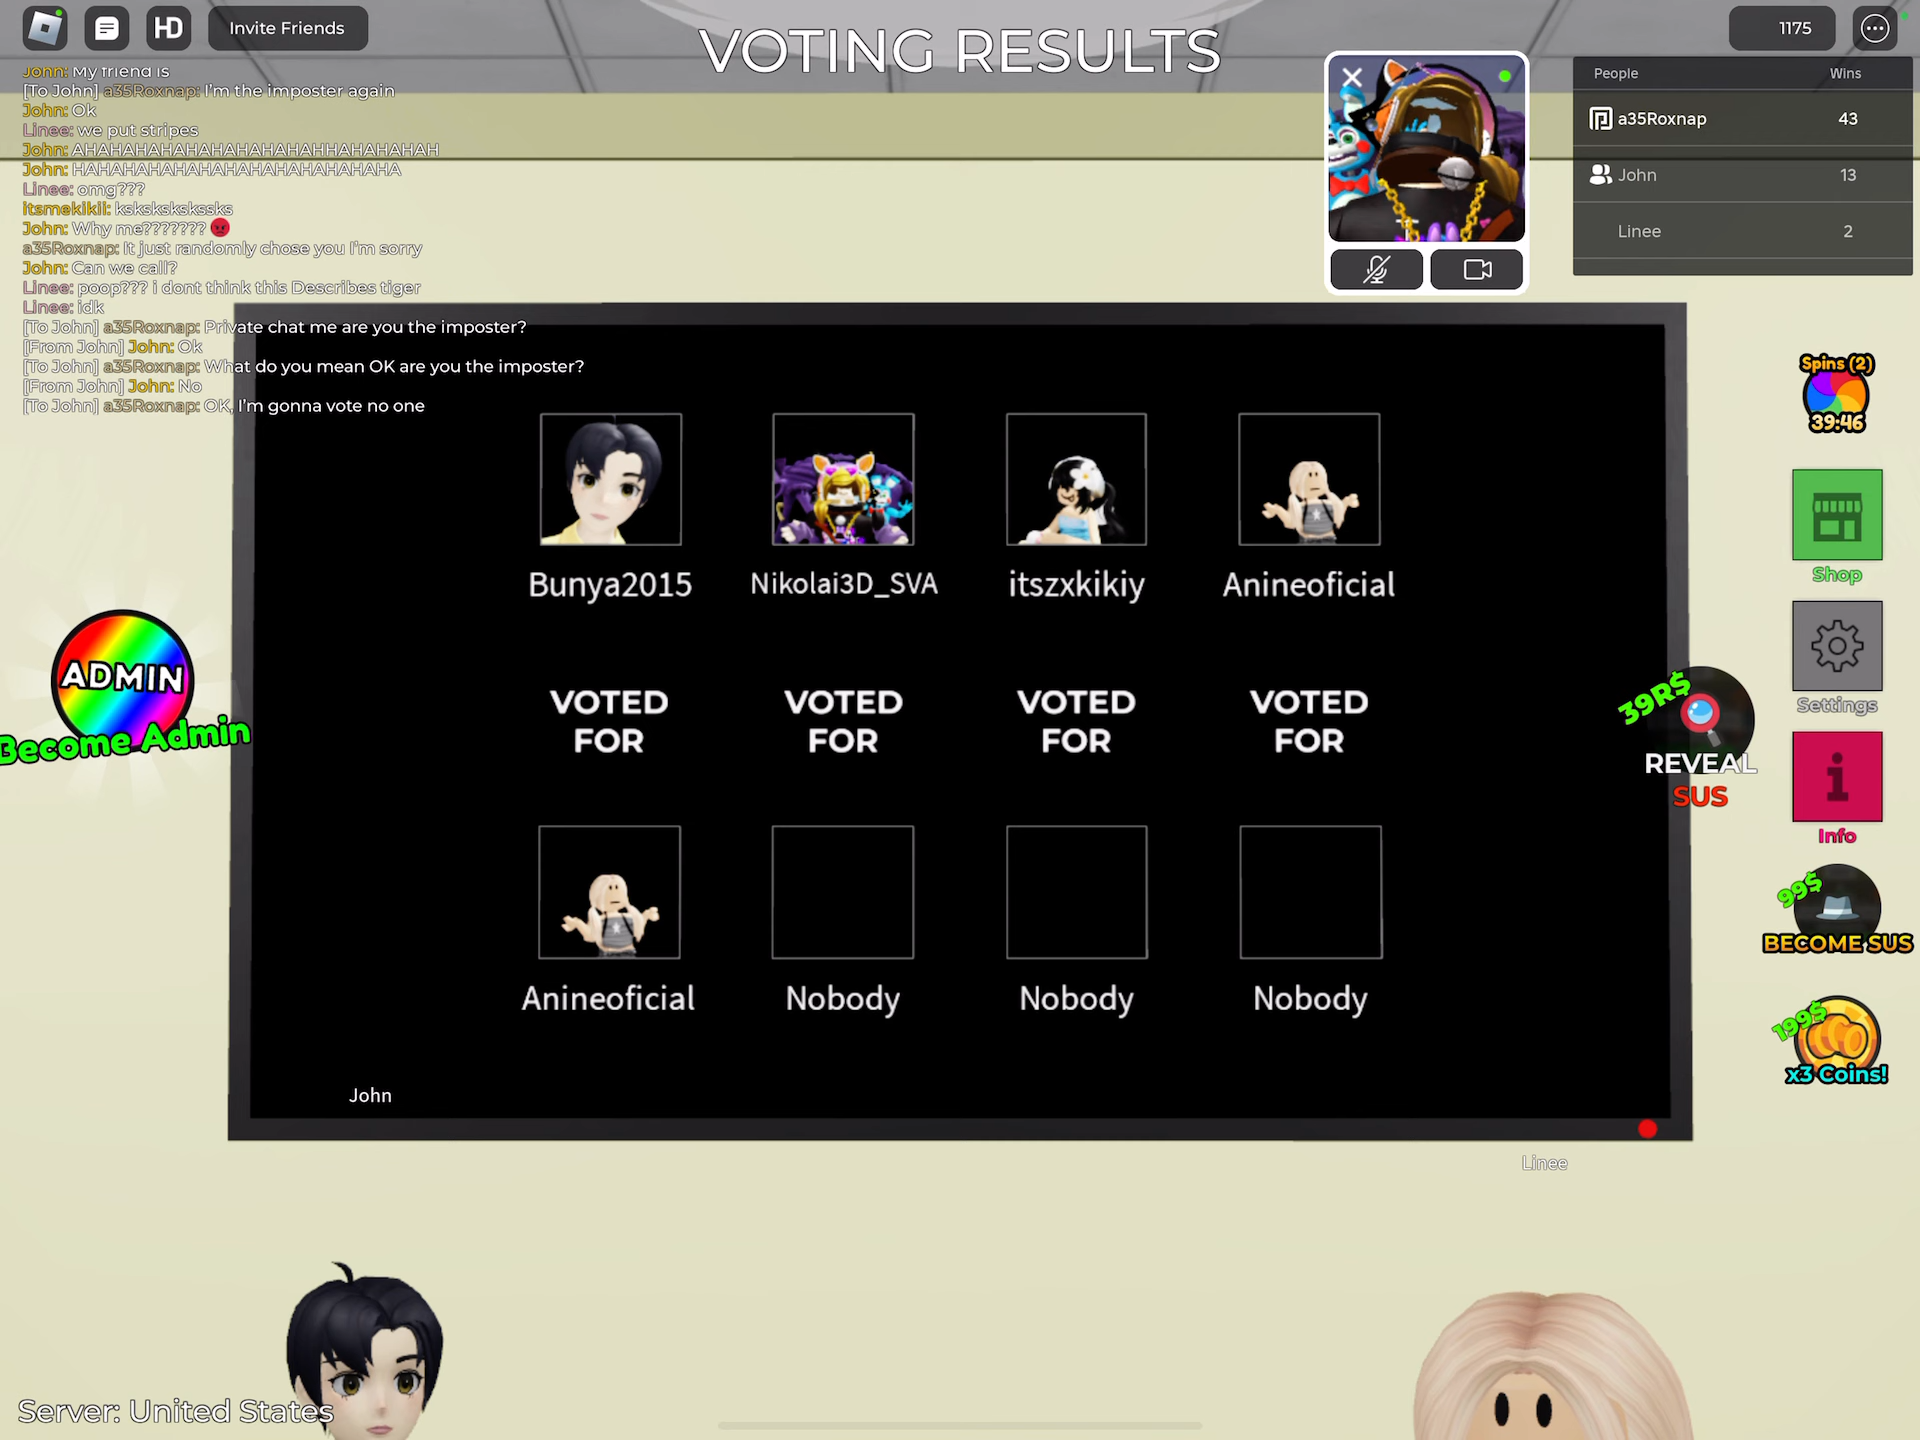 HD
Invite Friends
VOTING RESULTS
1175
John: My friend is
[To John] a35Roxnap: I'm the imposter again
John: Ok
Linee: we put stripes
John: AHAHAHAHAHAHAHAHAHAHHAHAHAHAH
John: HAHAHAHAHAHAHAHAHAHAHAHAHA
Linee: omg???
itsmekikii: ksksksksksssks
John: Why me??????? 😡
a35Roxnap: It just randomly chose you I'm sorry
John: Can we call?
Linee: poop??? i dont think this Describes tiger
Linee: idk
[To John] a35Roxnap: Private chat me are you the imposter?
[From John] John: Ok
[To John] a35Roxnap: What do you mean OK are you the imposter?
[From John] John: No
[To John] a35Roxnap: OK, I'm gonna vote no one
People Wins
a35Roxnap 43
John 13
Linee 2
Bunya2015 Nikolai3D_SVA itszxkikiy Anineoficial
VOTED FOR VOTED FOR VOTED FOR VOTED FOR
Anineoficial Nobody Nobody Nobody
John
Linee
ADMIN
Become Admin
Spins (2)
39:46
Shop
Settings
39R$
REVEAL
SUS
Info
99$
BECOME SUS
199$
x3 Coins!
Server: United States